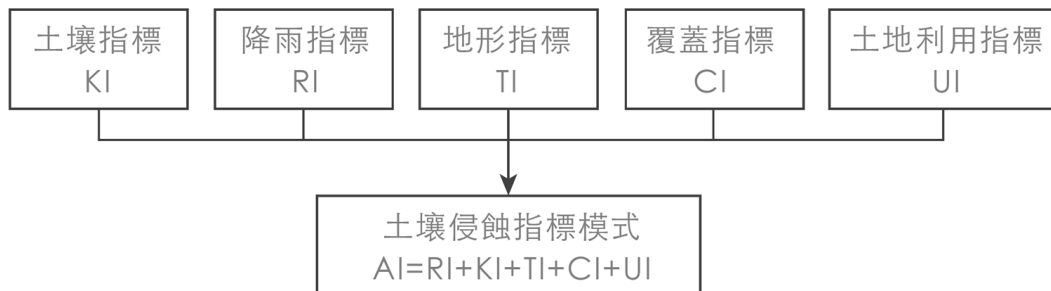 土壤指標
KI
降雨指標
RI
地形指標
TI
覆蓋指標
CI
土地利用指標
UI
土壤侵蝕指標模式
AI=RI+KI+TI+CI+UI